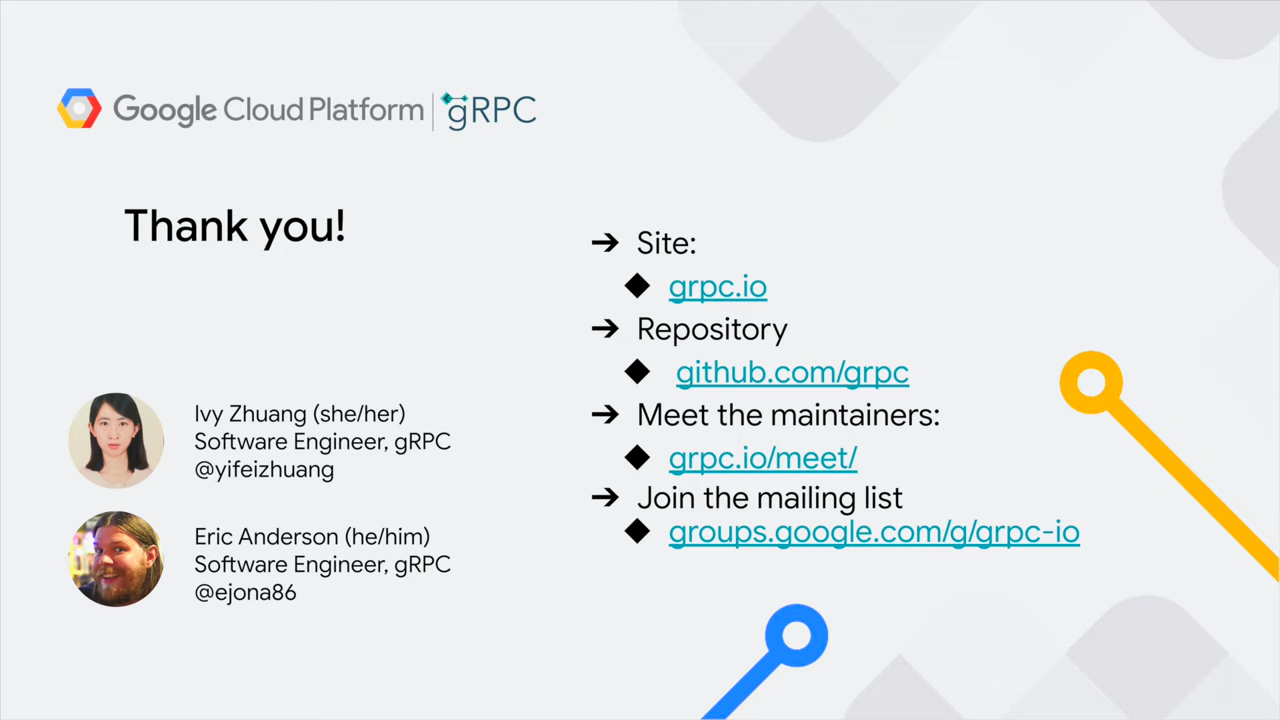 Google Cloud Platform | gRPC
Thank you!
Ivy Zhuang (she/her)
Software Engineer, gRPC
@yifeizhuang
Eric Anderson (he/him)
Software Engineer, gRPC
@ejona86
➔ Site:
◆ grpc.io
➔ Repository
◆ github.com/grpc
➔ Meet the maintainers:
◆ grpc.io/meet/
➔ Join the mailing list
◆ groups.google.com/g/grpc-io